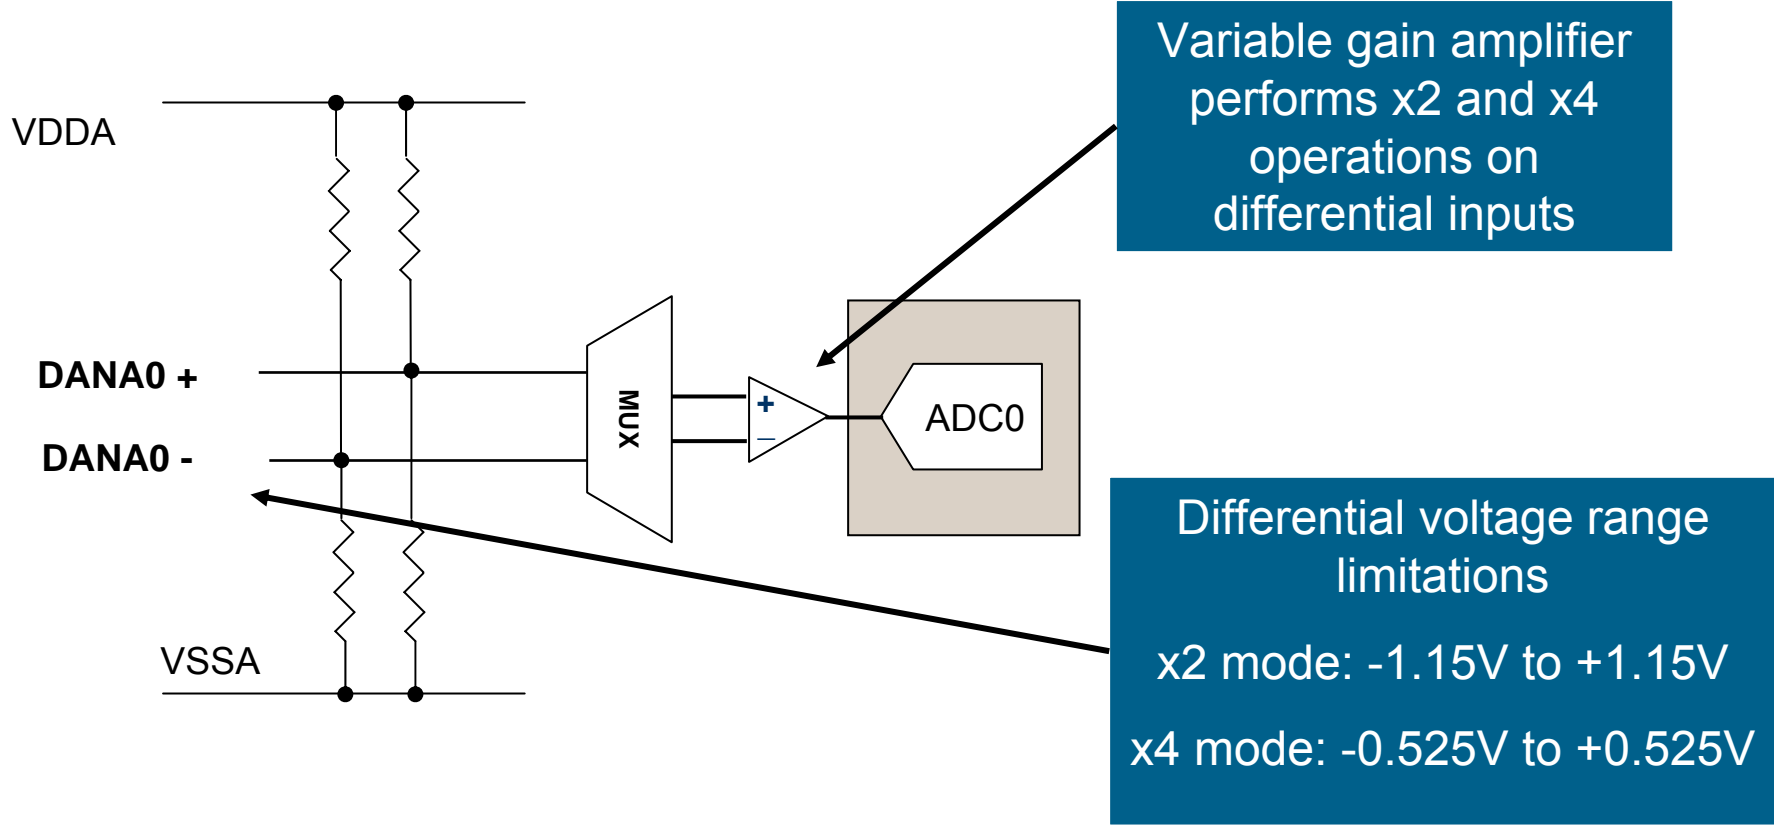 Variable gain amplifier
performs x2 and x4
operations on
differential inputs
VDDA
DANA0 +
DANA0 -
MUX
+
–
ADC0
VSSA
Differential voltage range
limitations
x2 mode: -1.15V to +1.15V
x4 mode: -0.525V to +0.525V